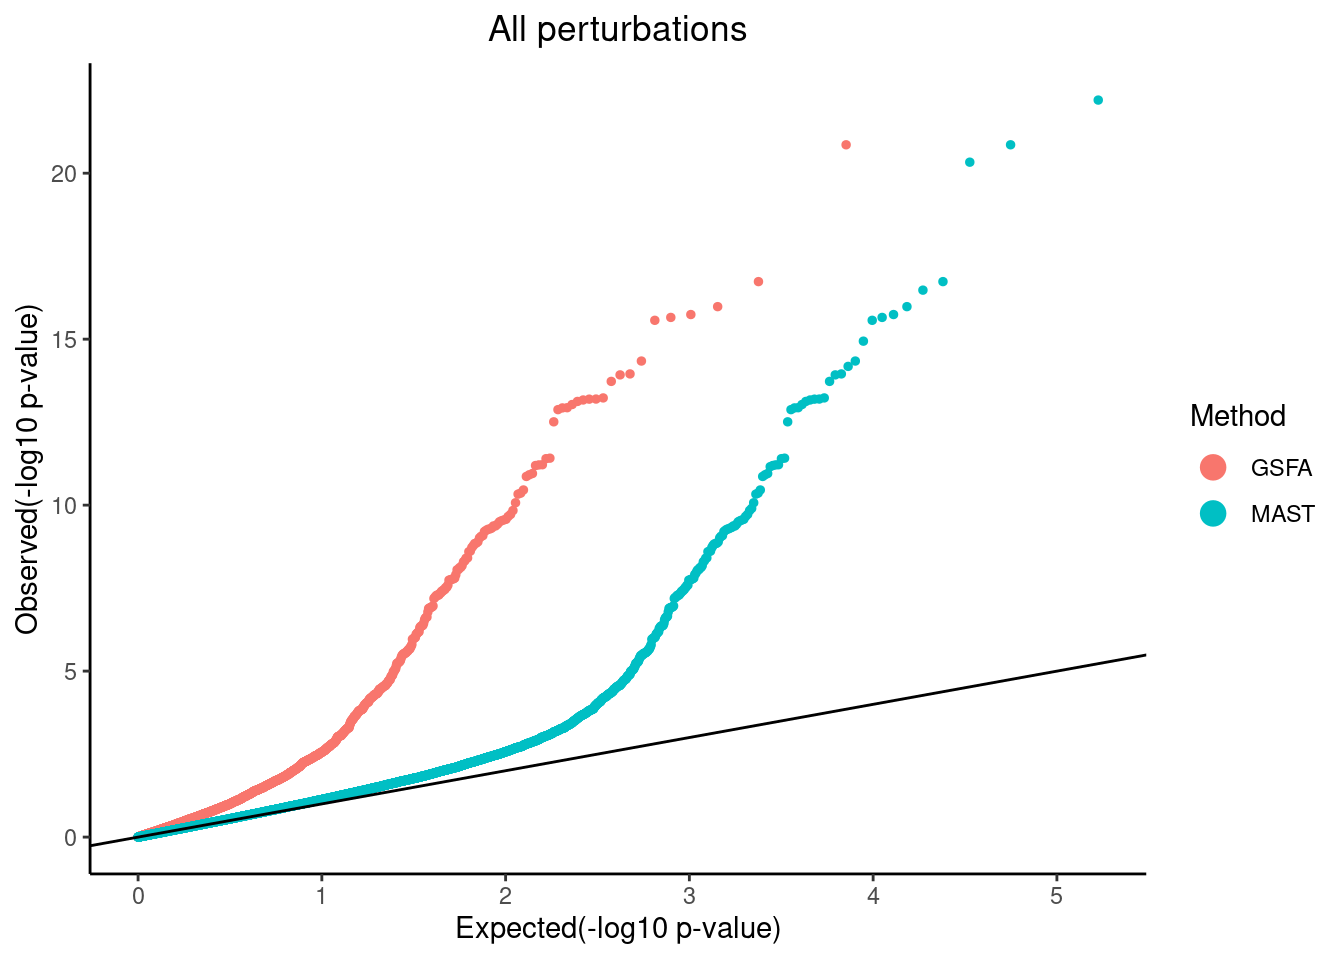 All perturbations
Observed(-log10 p-value)
20
15
10
5
0
0 1 2 3 4 5
Expected(-log10 p-value)
Method
GSFA
MAST